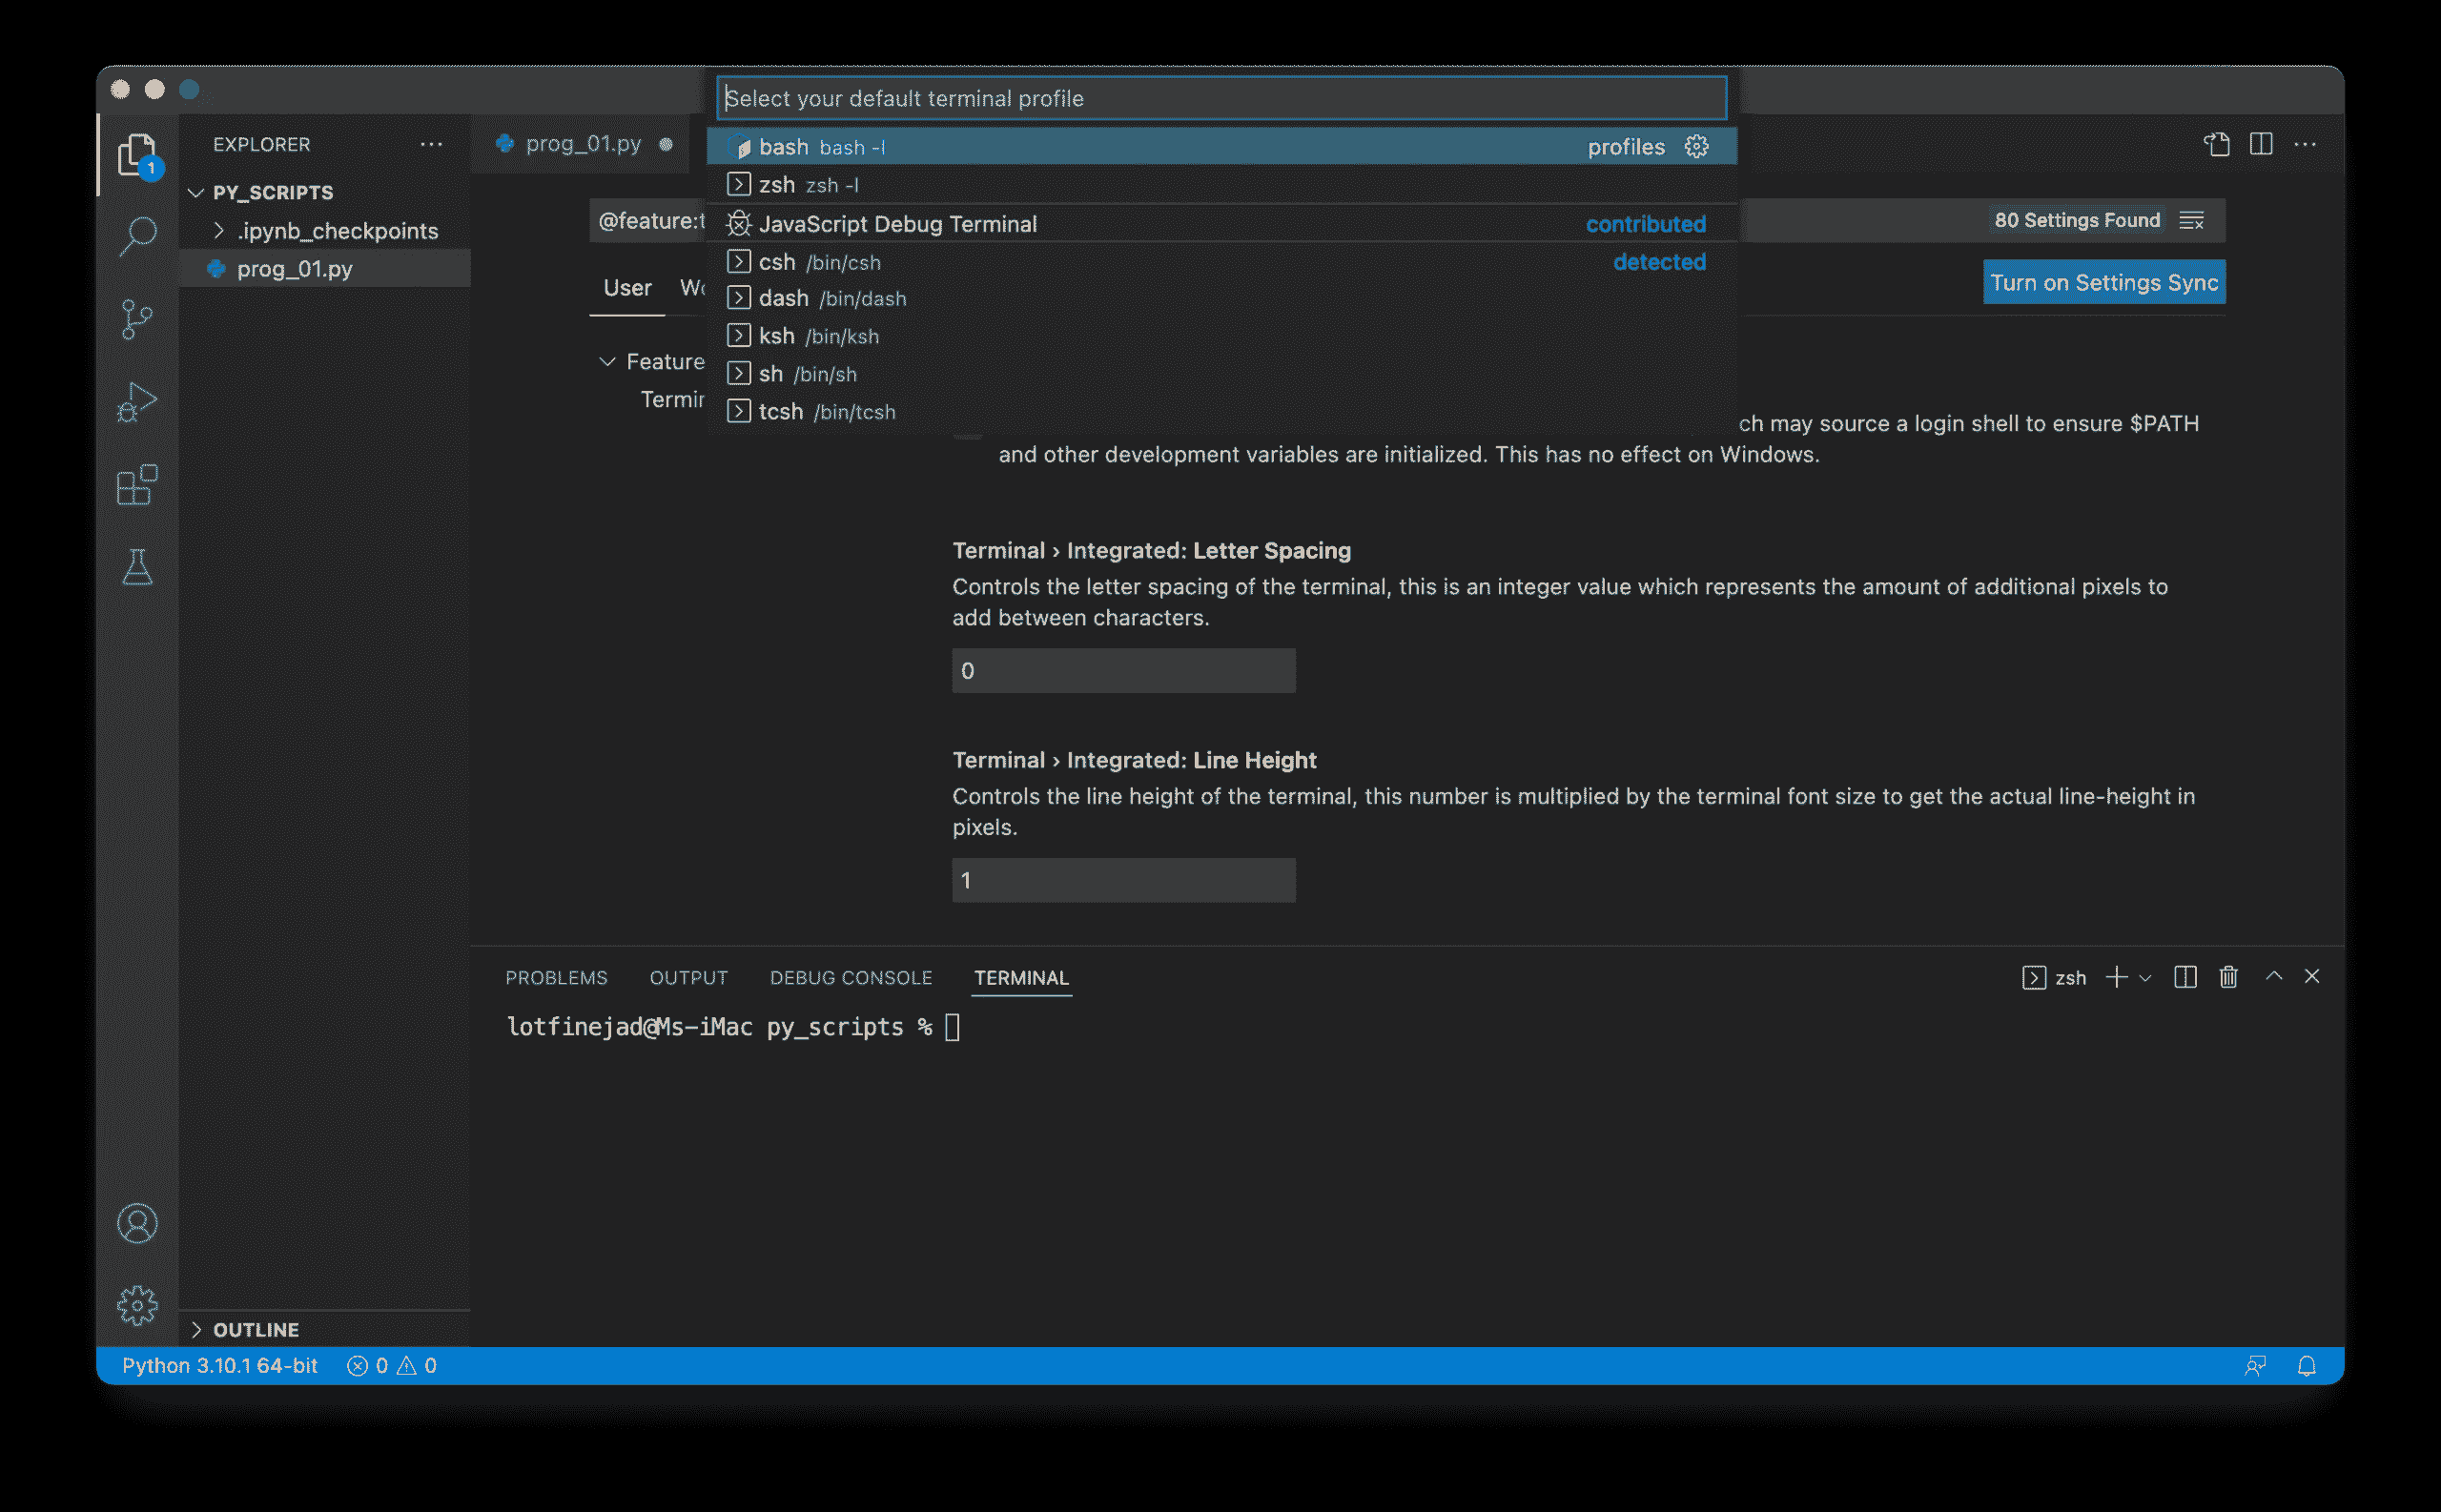 Select your default terminal profile
EXPLORER
prog_01.py
bash bash -l profiles
1
PY_SCRIPTS
zsh zsh -l
.ipynb_checkpoints
@feature:t
JavaScript Debug Terminal contributed
80 Settings Found
prog_01.py
csh /bin/csh detected
User
Turn on Settings Sync
dash /bin/dash
ksh /bin/ksh
Feature
sh /bin/sh
Termin
tcsh /bin/tcsh
ch may source a login shell to ensure $PATH
and other development variables are initialized. This has no effect on Windows.
Terminal › Integrated: Letter Spacing
Controls the letter spacing of the terminal, this is an integer value which represents the amount of additional pixels to
add between characters.
0
Terminal › Integrated: Line Height
Controls the line height of the terminal, this number is multiplied by the terminal font size to get the actual line-height in
pixels.
1
PROBLEMS OUTPUT DEBUG CONSOLE TERMINAL
zsh
lotfinejad@Ms-iMac py_scripts %
OUTLINE
Python 3.10.1 64-bit 0 0